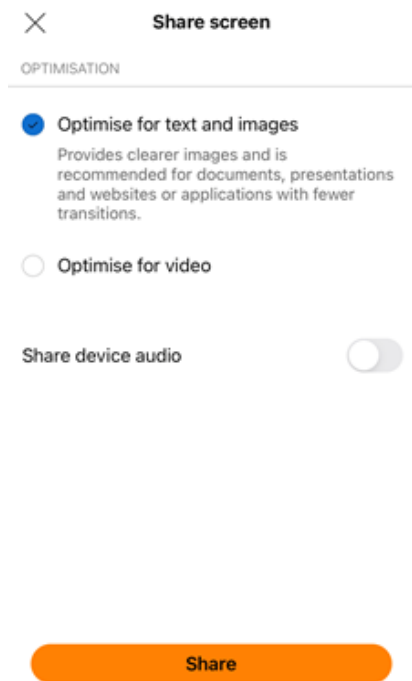 Share screen
OPTIMISATION
Optimise for text and images
Provides clearer images and is
recommended for documents, presentations
and websites or applications with fewer
transitions.
Optimise for video
Share device audio
Share